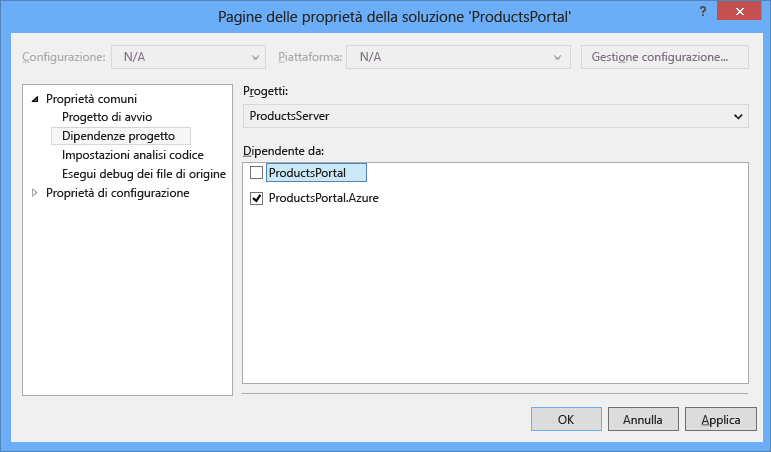 Pagine delle proprietà della soluzione 'ProductsPortal'
?
Configurazione: N/A Piattaforma: N/A Gestione configurazione...
Proprietà comuni
Progetto di avvio
Dipendenze progetto
Impostazioni analisi codice
Esegui debug dei file di origine
Proprietà di configurazione
Progetti:
ProductsServer
Dipendente da:
ProductsPortal
ProductsPortal.Azure
OK Annulla Applica